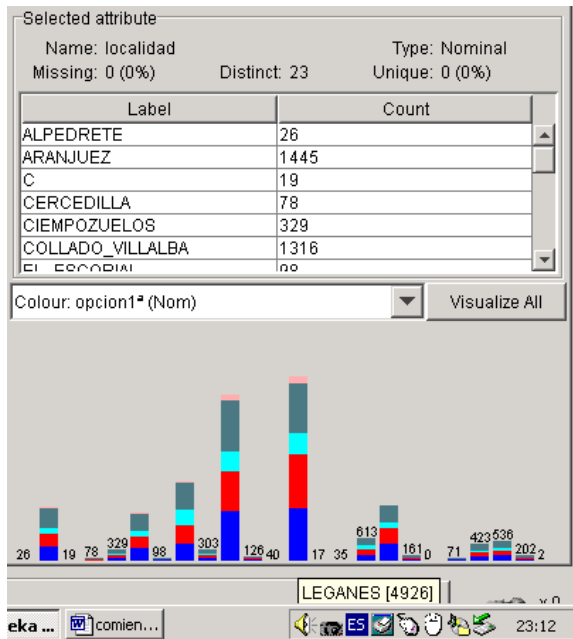 Selected attribute
Name: localidad Type: Nominal
Missing: 0 (0%) Distinct: 23 Unique: 0 (0%)
Label Count
ALPEDRETE 26
ARANJUEZ 1445
C 19
CERCEDILLA 78
CIEMPOZUELOS 329
COLLADO_VILLALBA 1316
EL_ESCORIAL 98
Colour: opcion1ª (Nom) Visualize All
26 19 78 329 98 303 126 40 17 35 613 161 0 71 423 536 202 2
LEGANES [4926]
x 0
eka ... comien... ES 23:12